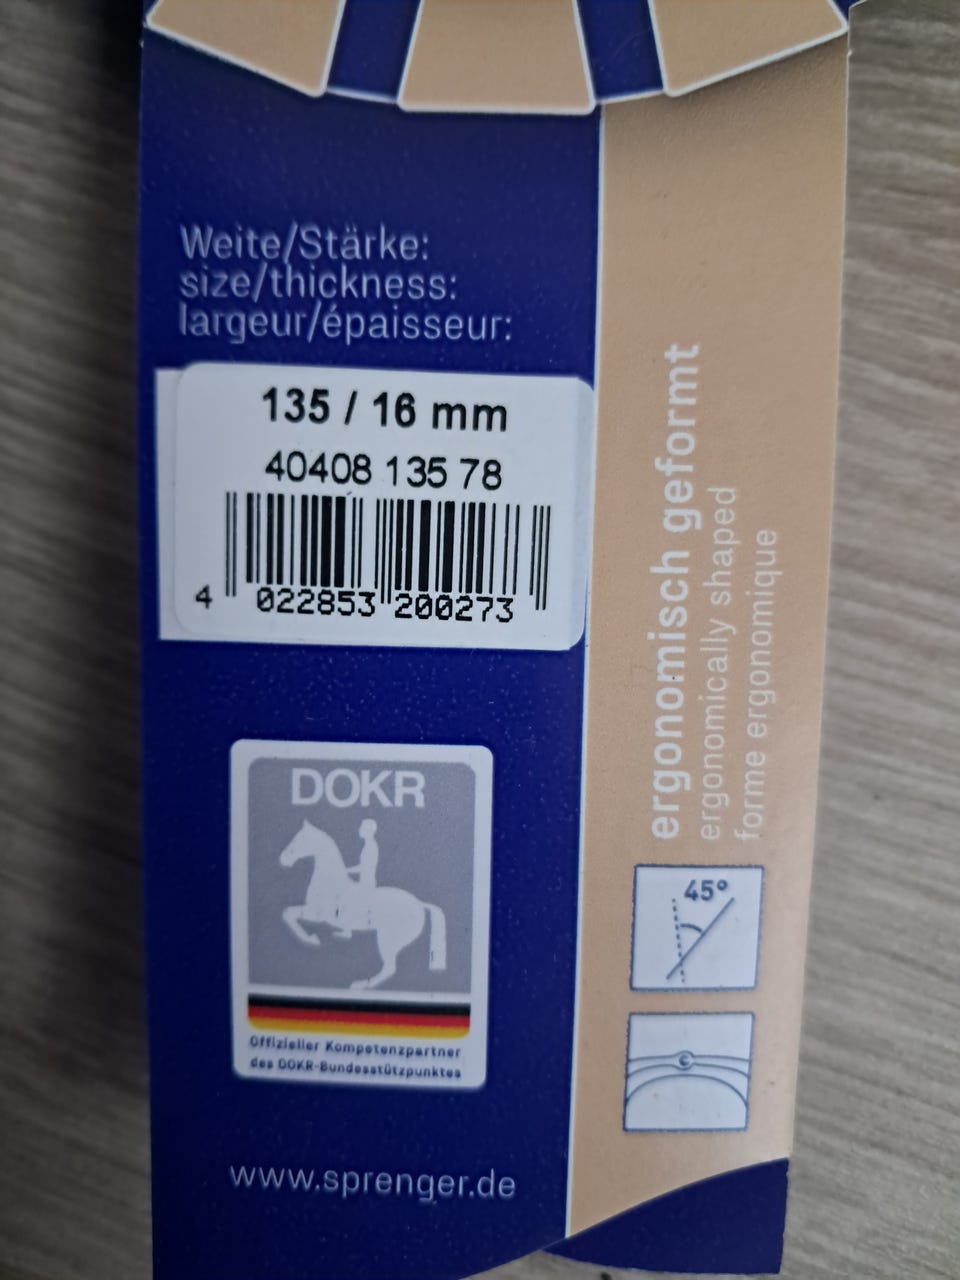 Weite/Stärke:
size/thickness:
largeur/épaisseur:
135 / 16 mm
40408 135 78
4 022853 200273
DOKR
Offizieller Kompetenzpartner
des DOKR-Bundesstützpunktes
www.sprenger.de
ergonomisch geformt
ergonomically shaped
forme ergonomique
45°